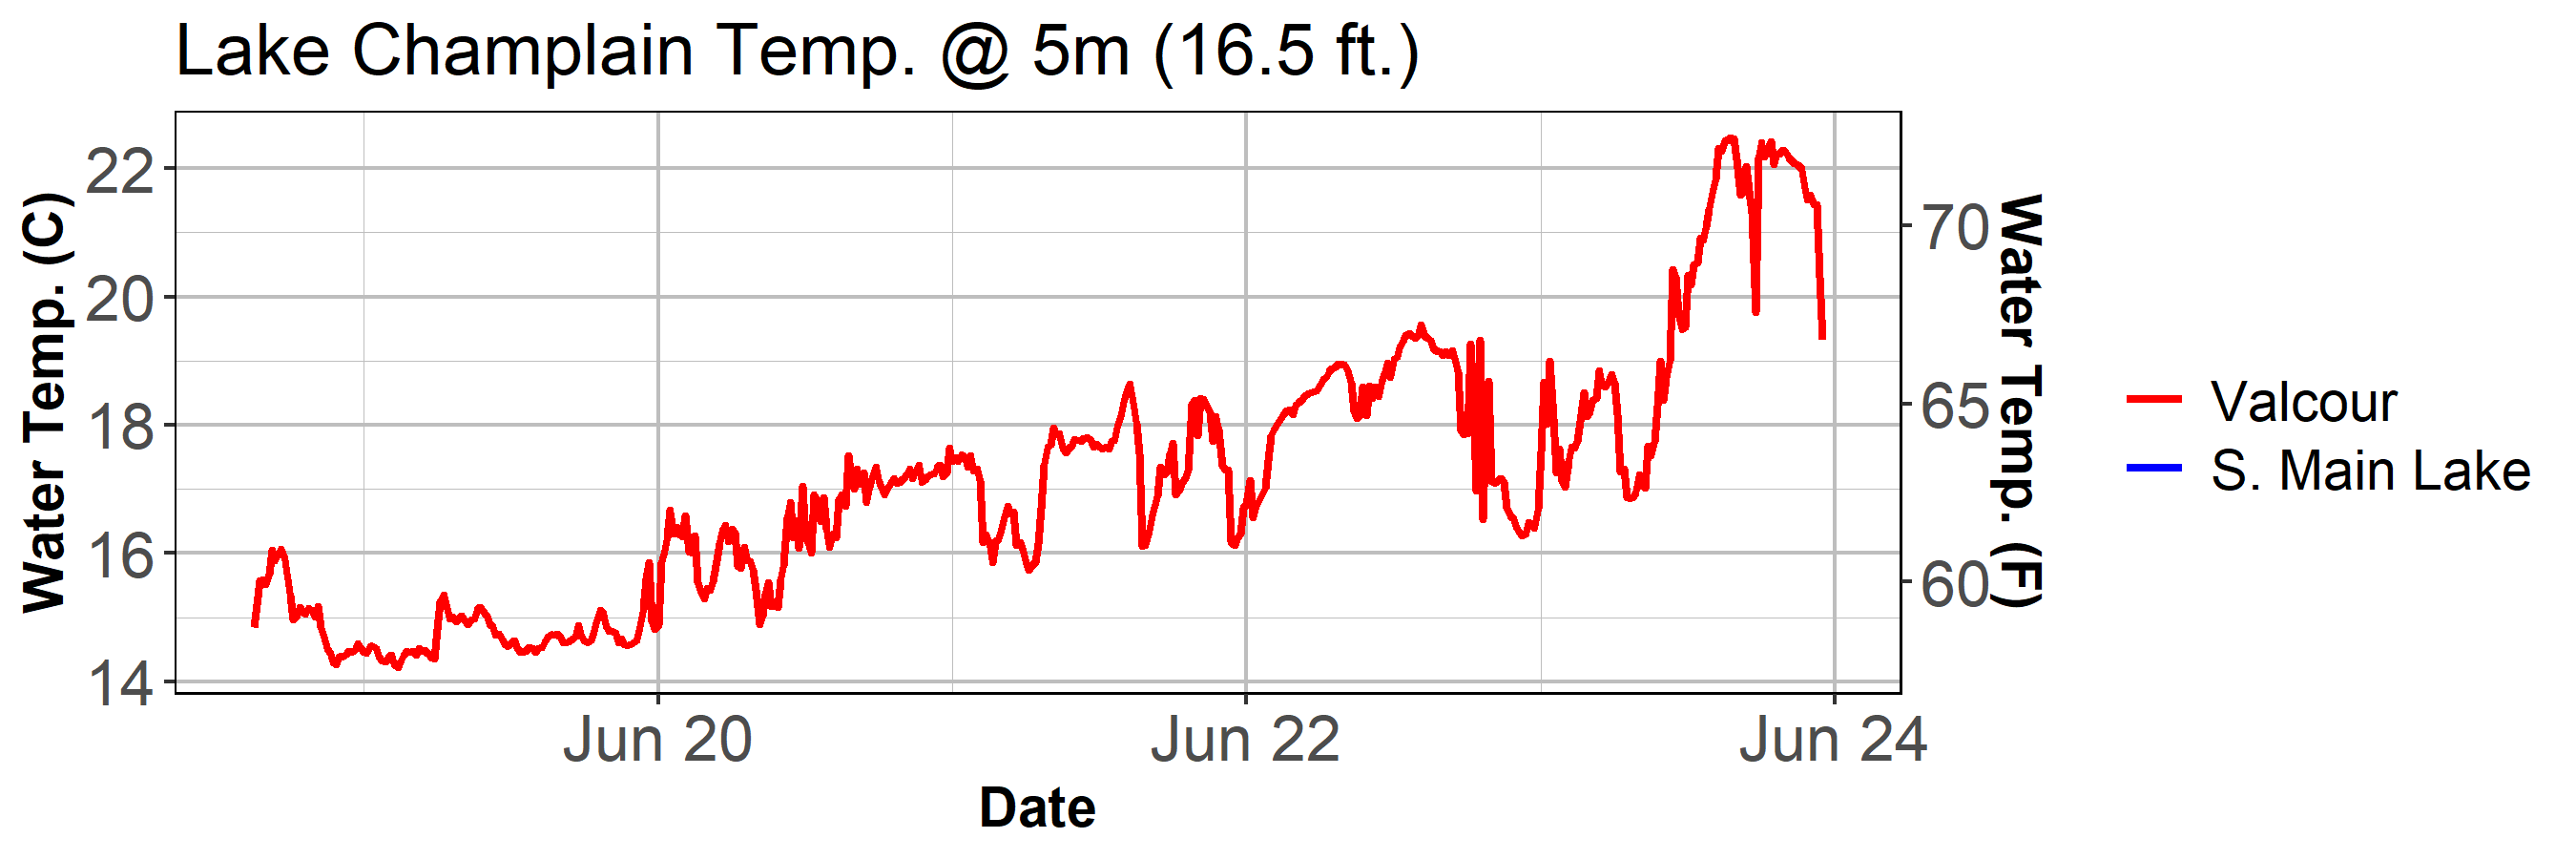 Lake Champlain Temp. @ 5m (16.5 ft.)
Water Temp. (C)
22
20
18
16
14
70
65
60
Water Temp. (F)
Jun 20
Jun 22
Jun 24
Date
Valcour
S. Main Lake